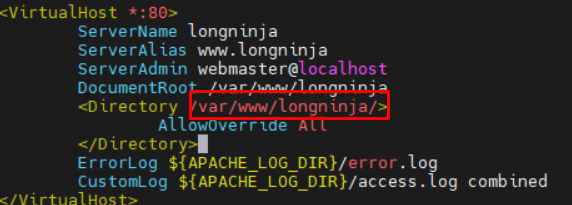 <VirtualHost *:80>
ServerName longninja
ServerAlias www.longninja
ServerAdmin webmaster@localhost
DocumentRoot /var/www/longninja
<Directory /var/www/longninja/>
AllowOverride All
</Directory>
ErrorLog ${APACHE_LOG_DIR}/error.log
CustomLog ${APACHE_LOG_DIR}/access.log combined
</VirtualHost>